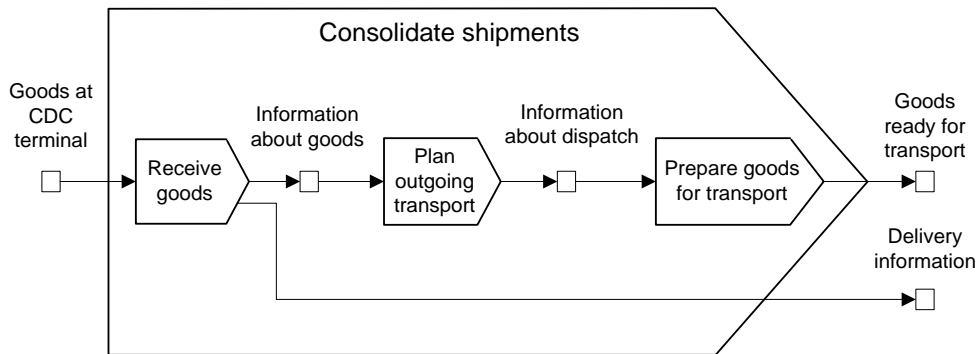 Consolidate shipments
Goods at
CDC
terminal
Information
about goods
Information
about dispatch
Goods
ready for
transport
Receive
goods
Plan
outgoing
transport
Prepare goods
for transport
Delivery
information